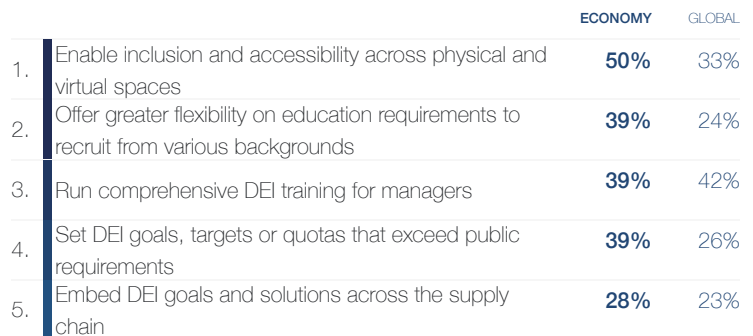 ECONOMY GLOBAL
1. Enable inclusion and accessibility across physical and
virtual spaces 50% 33%
2. Offer greater flexibility on education requirements to
recruit from various backgrounds 39% 24%
3. Run comprehensive DEI training for managers 39% 42%
4. Set DEI goals, targets or quotas that exceed public
requirements 39% 26%
5. Embed DEI goals and solutions across the supply
chain 28% 23%